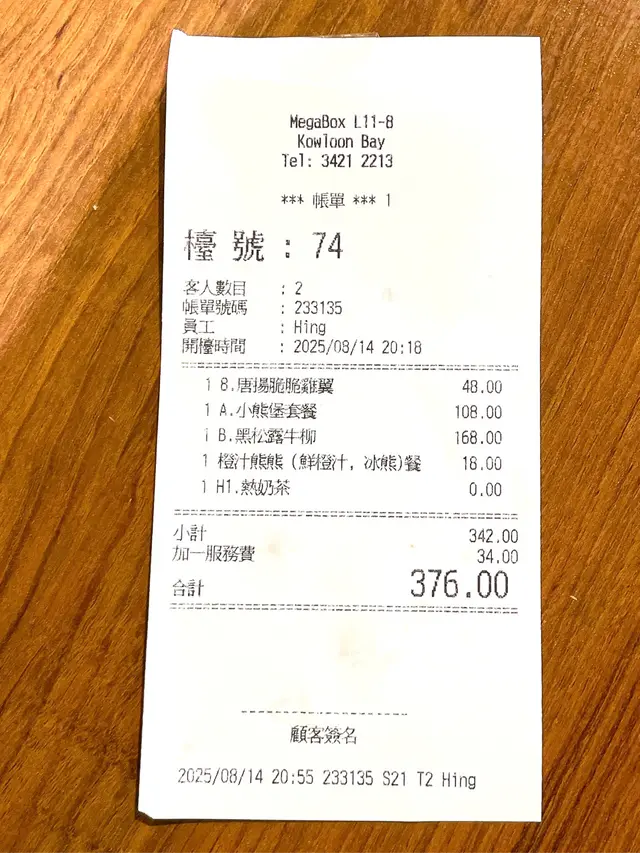 MegaBox L11-8
Kowloon Bay
Tel: 3421 2213
*** 帳單 *** 1
檯號 : 74
客人數目 : 2
帳單號碼 : 233135
員工 : Hing
開檯時間 : 2025/08/14 20:18
1 8.唐揚脆脆雞翼 48.00
1 A.小熊堡套餐 108.00
1 B.黑松露牛柳 168.00
1 橙汁熊熊(鮮橙汁, 冰熊)餐 18.00
1 H1.熱奶茶 0.00
小計 342.00
加一服務費 34.00
合計 376.00
顧客簽名
2025/08/14 20:55 233135 S21 T2 Hing